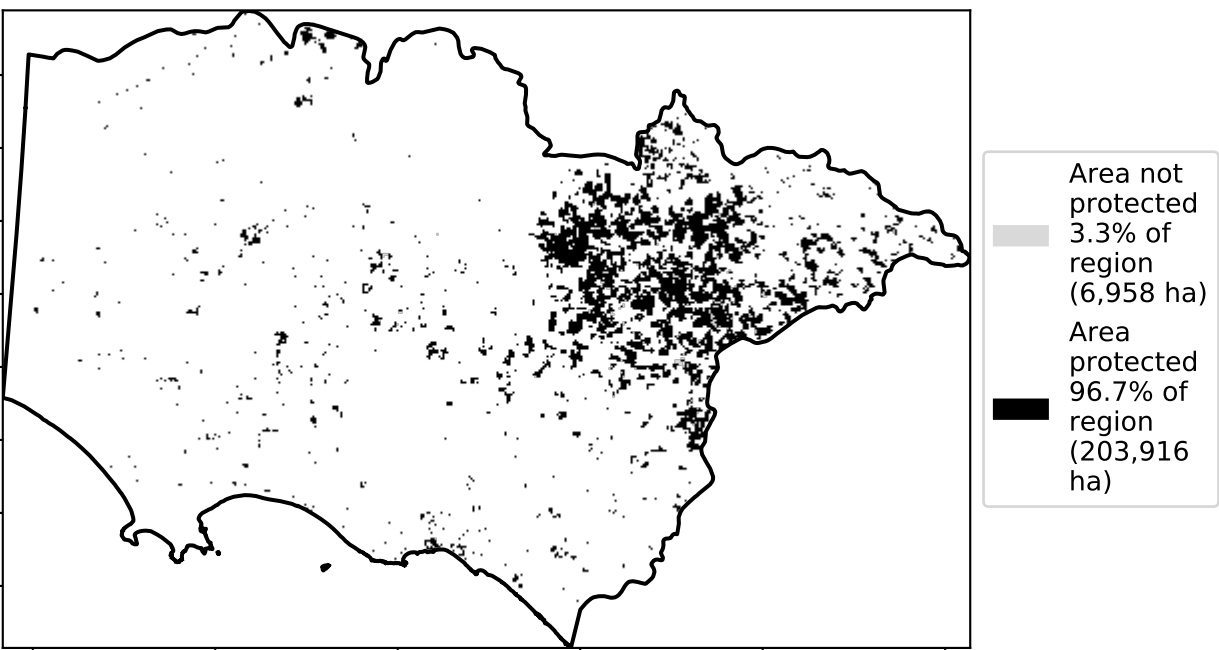 Area not
protected
3.3% of
region
(6,958 ha)
Area
protected
96.7% of
region
(203,916
ha)